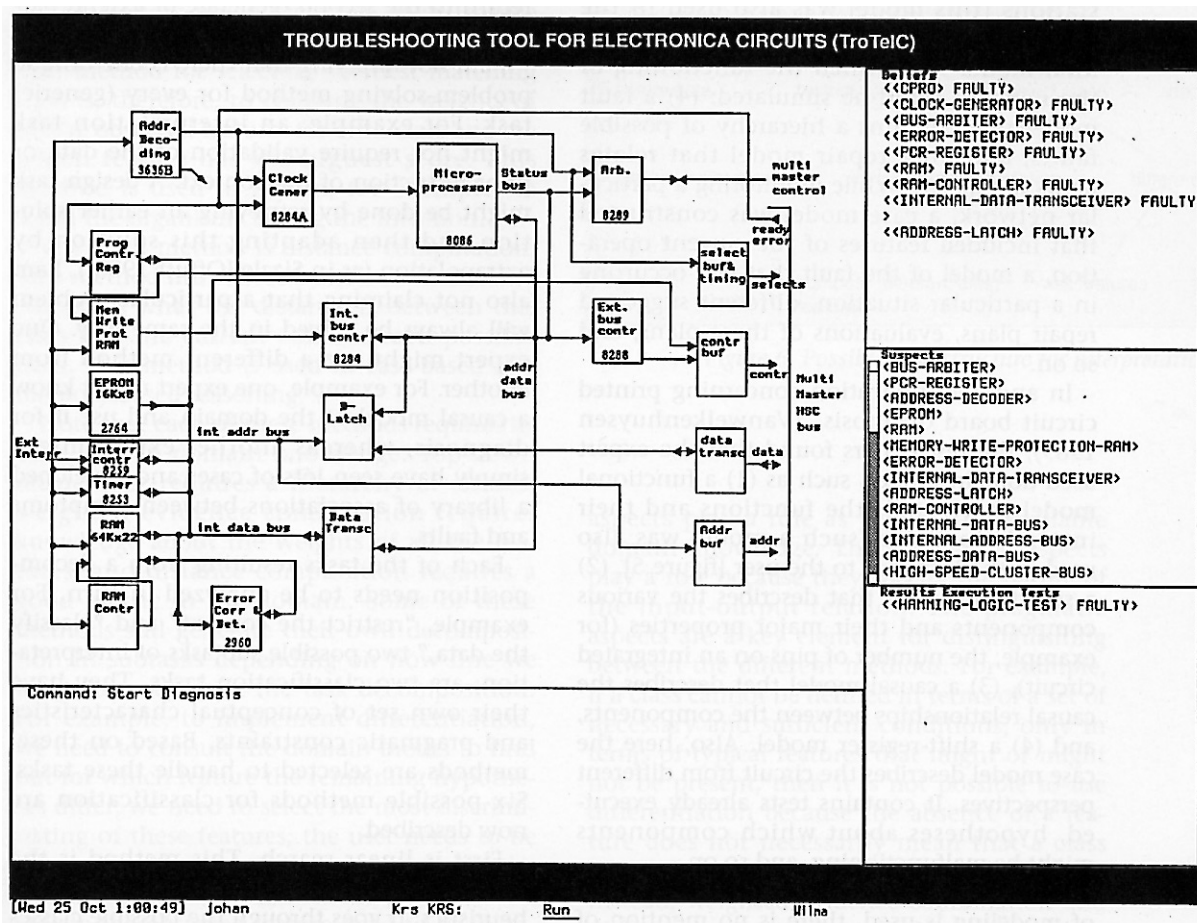 TROUBLESHOOTING TOOL FOR ELECTRONICA CIRCUITS (TroTelC)
Addr.
Deco
ding
3636B
Clock
Gener
8284A
Micro-
processor
8086
Status
bus
Arb.
8289
to
master
control
ready
error
select
buf&
timing
selects
Prop
Contr
Reg
Mem
Write
Prot
RAM
EPROM
16Kx8
2764
Ext
Interr.
Interr
Contr
8259
Timer
8253
RAM
64Kx22
RAM
Contr
Int.
bus
contr
8284
B-
Latch
int addr bus
int data bus
Data
Trans.
Error
Corr
Det.
2960
addr
data
bus
Ext.
bus
contr
8288
contr
buf
contr
Multi
Master
HSC
bus
data
transc
data
Addr
buf
addr
Beliefs
<<CPRO> FAULTY>
<<CLOCK-GENERATOR> FAULTY>
<<BUS-ARBITER> FAULTY>
<<ERROR-DETECTOR> FAULTY>
<<PCR-REGISTER> FAULTY>
<<RAM> FAULTY>
<<RAM-CONTROLLER> FAULTY>
<<INTERNAL-DATA-TRANSCEIVER> FAULTY
>
<<ADDRESS-LATCH> FAULTY>
Suspects
<BUS-ARBITER>
<PCR-REGISTER>
<ADDRESS-DECODER>
<EPROM>
<RAM>
<MEMORY-WRITE-PROTECTION-RAM>
<ERROR-DETECTOR>
<INTERNAL-DATA-TRANSCEIVER>
<ADDRESS-LATCH>
<RAM-CONTROLLER>
<INTERNAL-DATA-BUS>
<INTERNAL-ADDRESS-BUS>
<ADDRESS-DATA-BUS>
<HIGH-SPEED-CLUSTER-BUS>
Results Execution Tests
<<HAMMING-LOGIC-TEST> FAULTY>
Command: Start Diagnosis
[Wed 25 Oct 1:00:49] johan Krs KRS: Run Wilna